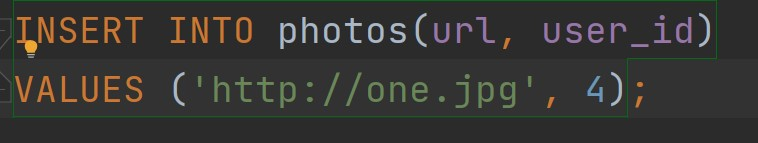 INSERT INTO photos(url, user_id)
VALUES ('http://one.jpg', 4);